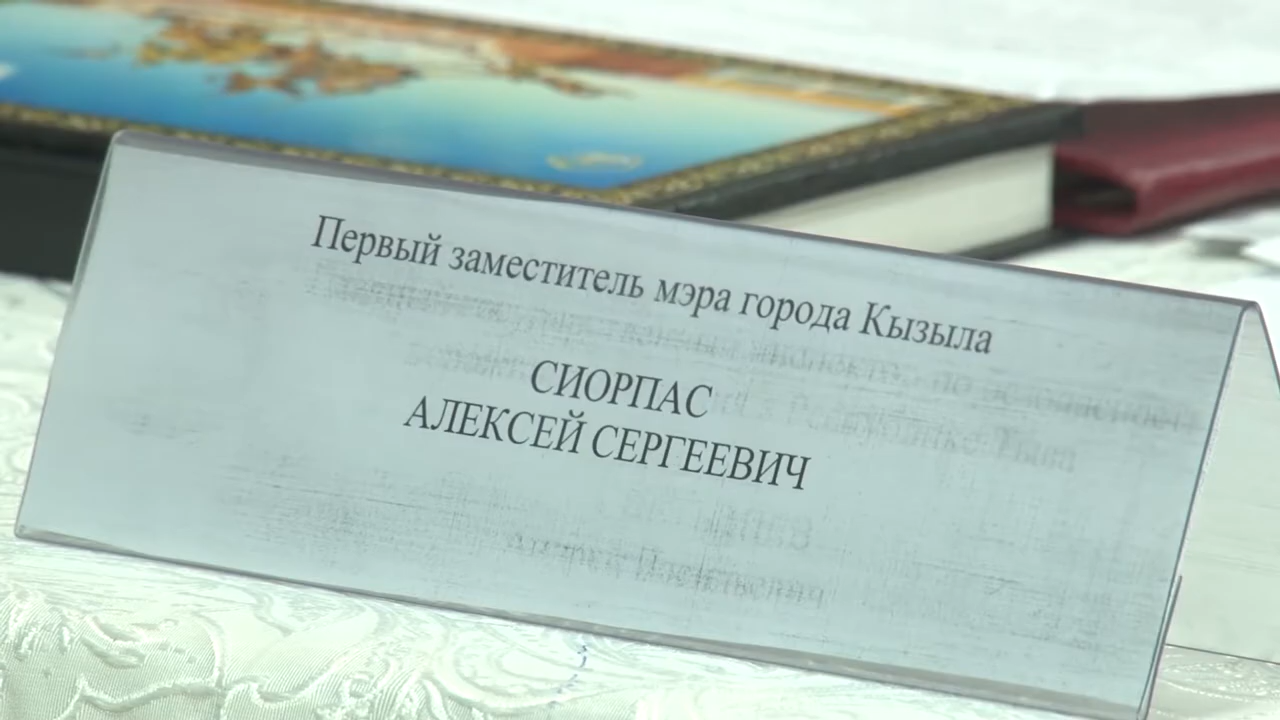 Первый заместитель мэра города Кызыла
СИОРПАС
АЛЕКСЕЙ СЕРГЕЕВИЧ